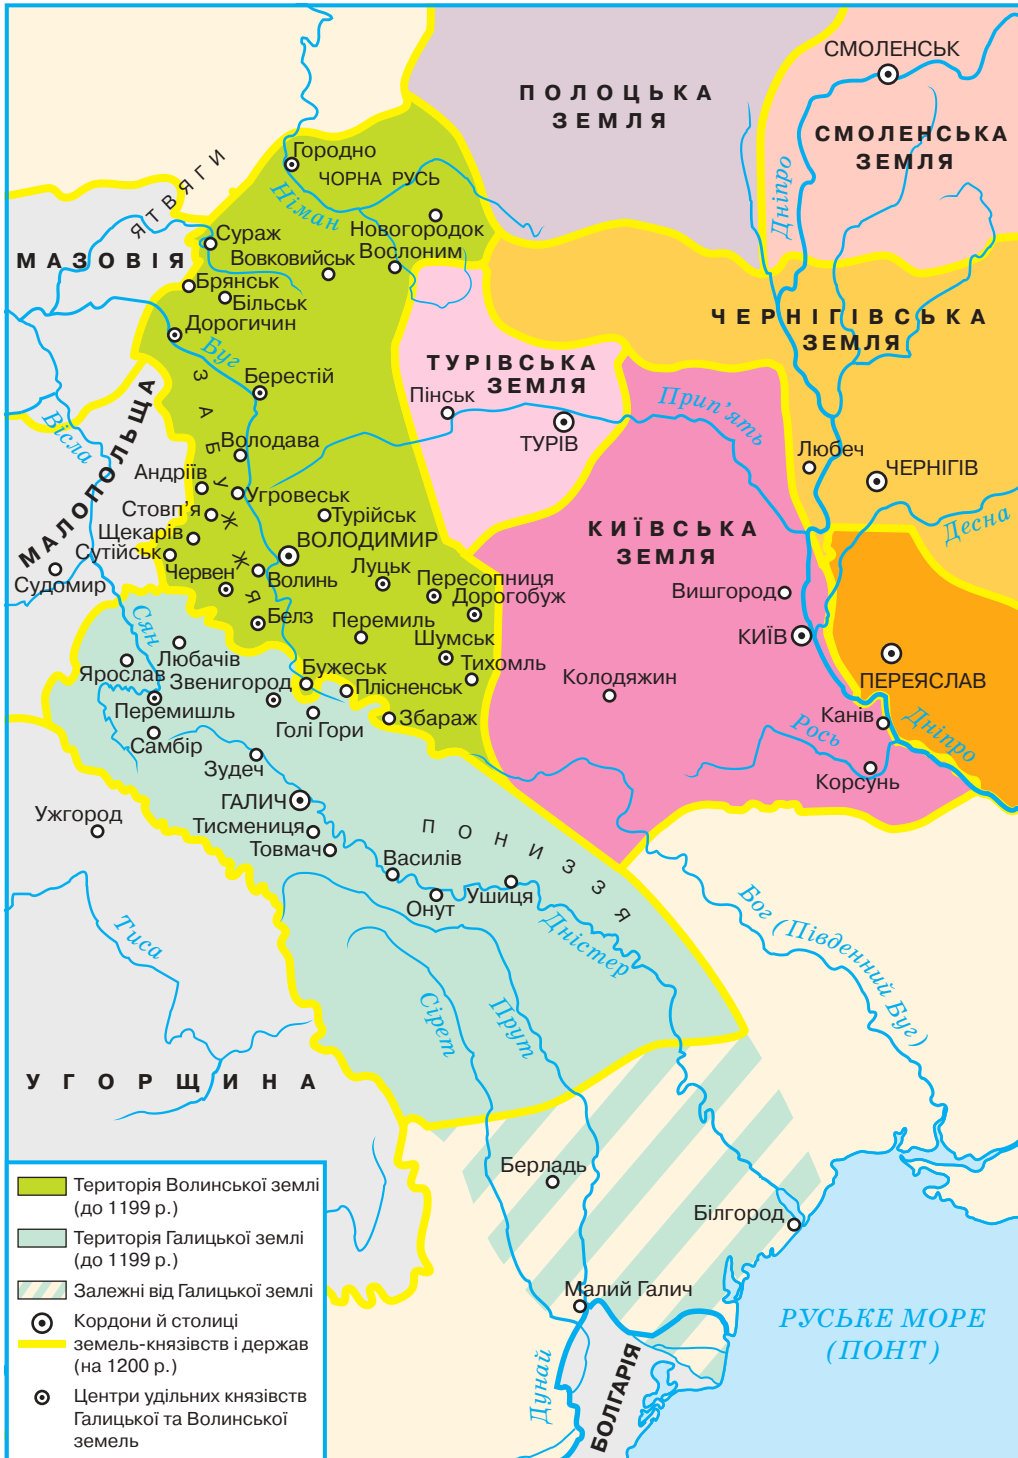 СМОЛЕНСЬК
ПОЛОЦЬКА
ЗЕМЛЯ
СМОЛЕНСЬКА
ЗЕМЛЯ
Дніпро
Городно
ЧОРНА РУСЬ
ЯТВЯГИ
Німан
Новогородок
Сураж
Вовковийськ
Вослоним
МАЗОВІЯ
Брянськ
Більськ
Дорогичин
ЧЕРНІГІВСЬКА
ЗЕМЛЯ
Буг
ТУРІВСЬКА
ЗЕМЛЯ
ЗАБУЖЖЯ
Берестій
Пінськ
ТУРІВ
Прип'ять
Вісла
МАЛОПОЛЬЩА
Володава
Любеч
ЧЕРНІГІВ
Андріїв
Угровеськ
Стовп'я
Турійськ
Десна
Щекарів
ВОЛОДИМИР
КИЇВСЬКА
ЗЕМЛЯ
Сутійськ
Судомир
Червен
Волинь
Луцьк
Пересопниця
Дорогобуж
Вишгород
Сян
Белз
Перемиль
Шумськ
КИЇВ
Любачів
Ярослав
Бужеськ
Тихомль
Звенигород
Плісненськ
Колодяжин
ПЕРЕЯСЛАВ
Перемишль
Голі Гори
Збараж
Канів
Дніпро
Самбір
Рось
Зудеч
Корсунь
ГАЛИЧ
Ужгород
Тисмениця
ПОНИЗЗЯ
Товмач
Василів
Онут
Ушиця
Тиса
Дністер
Бог (Південний Буг)
Сірет
Прут
УГОРЩИНА
Берладь
Білгород
Малий Галич
РУСЬКЕ МОРЕ
(ПОНТ)
Дунай
БОЛГАРІЯ
Територія Волинської землі
(до 1199 р.)
Територія Галицької землі
(до 1199 р.)
Залежні від Галицької землі
Кордони й столиці
земель-князівств і держав
(на 1200 р.)
Центри удільних князівств
Галицької та Волинської
земель